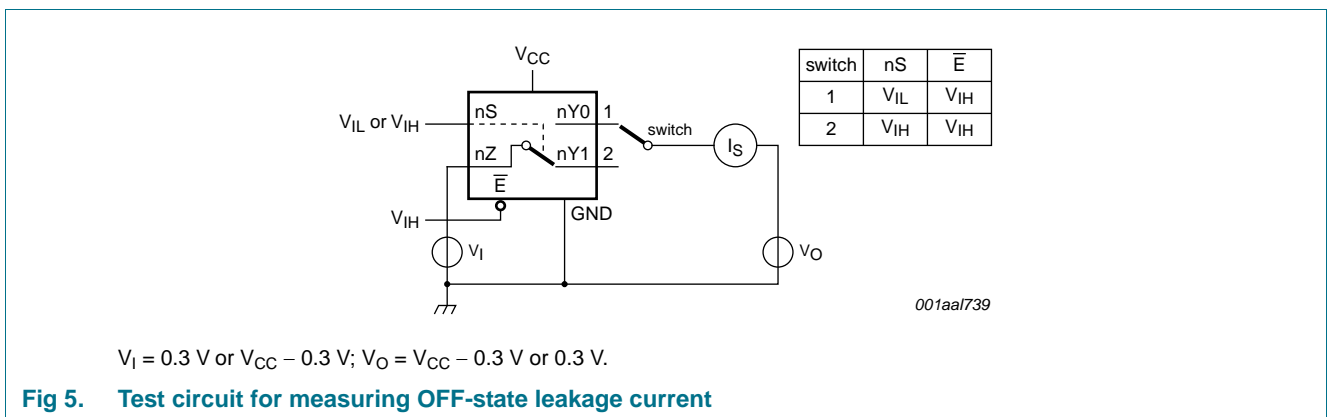 VCC
switch nS E̅
1 VIL VIH
2 VIH VIH
VIL or VIH
nS nY0 1
switch
IS
nZ nY1 2
E̅
VIH
GND
VI
VO
001aal739
VI = 0.3 V or VCC − 0.3 V; VO = VCC − 0.3 V or 0.3 V.
Fig 5. Test circuit for measuring OFF-state leakage current